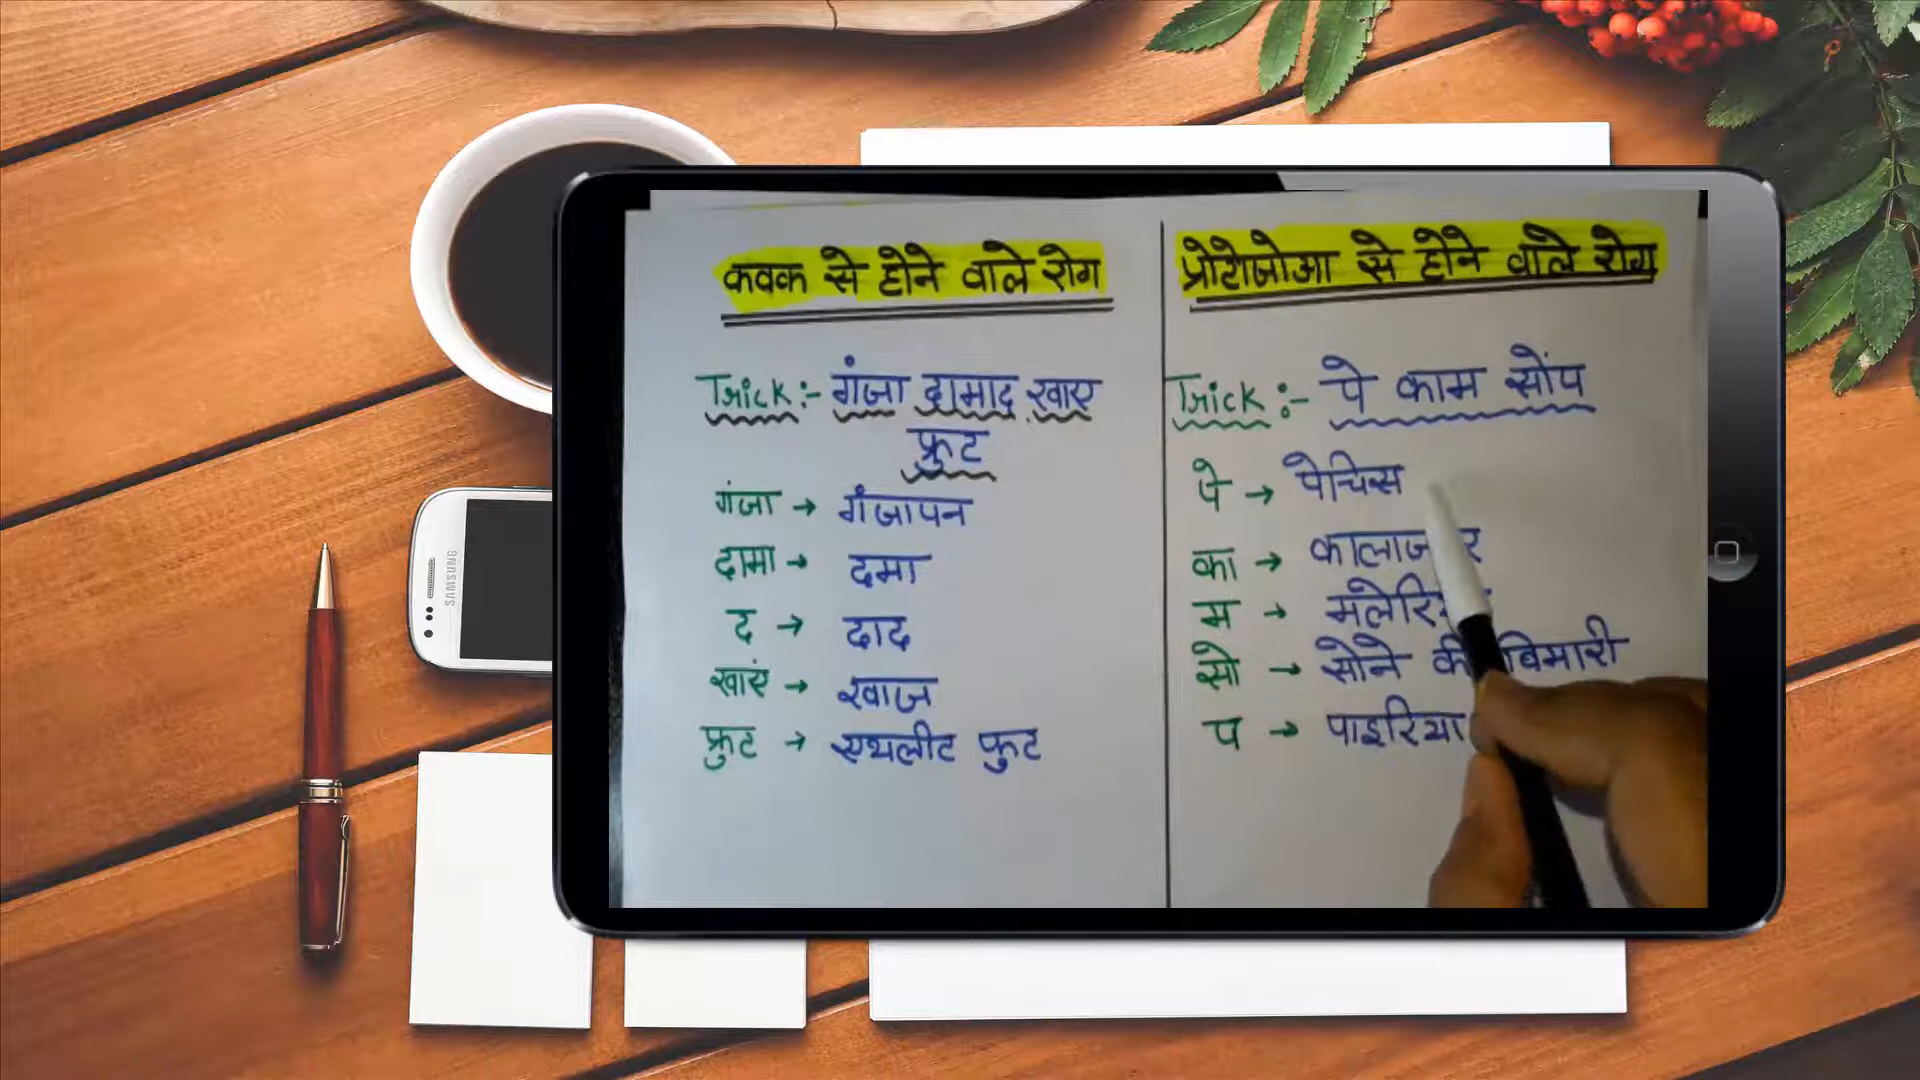 कवक से होने वाले रोग
Trick:- गंजा दामाद खाए
फ्रुट
गंजा → गंजापन
दामा → दमा
द → दाद
खाए → खाज
फ्रुट → एथलीट फुट
प्रोटोजोआ से होने वाले रोग
Trick:- पे काम सोंप
पे → पेचिस
का →
म →
सो → सोने की बिमारी
प → पाइरिया
SAMSUNG